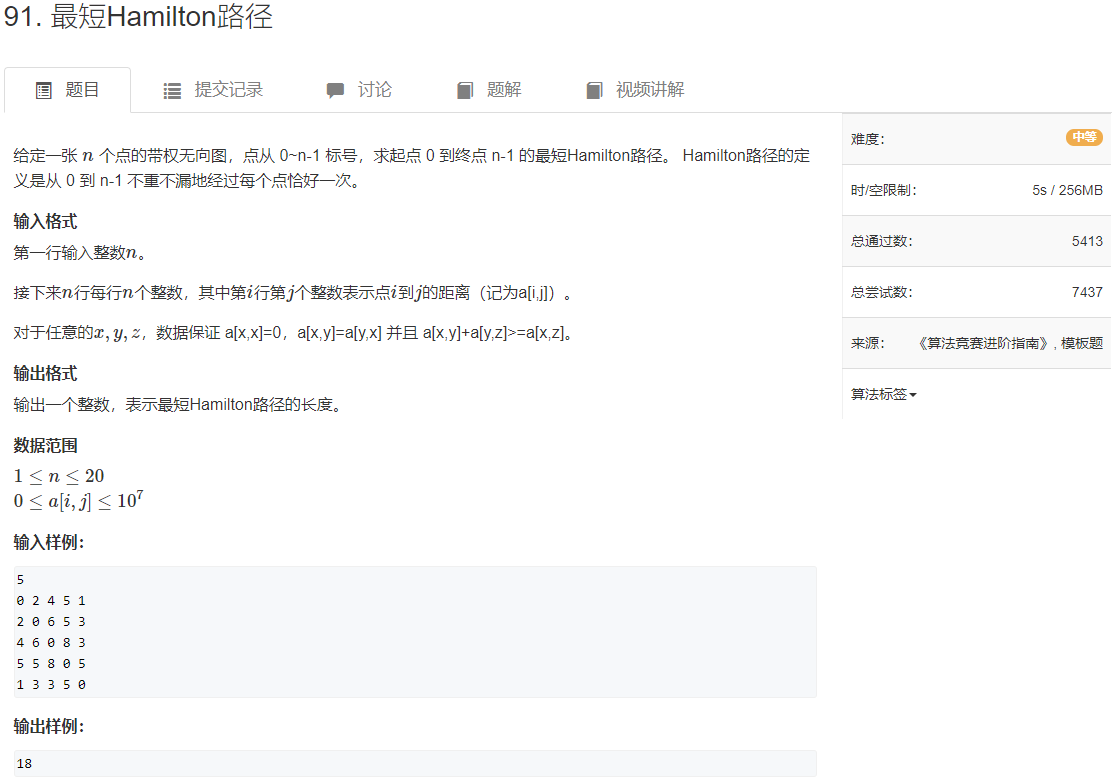 91. 最短Hamilton路径
题目 提交记录 讨论 题解 视频讲解
给定一张 n 个点的带权无向图，点从 0~n-1 标号，求起点 0 到终点 n-1 的最短Hamilton路径。 Hamilton路径的定
义是从 0 到 n-1 不重不漏地经过每个点恰好一次。
输入格式
第一行输入整数n。
接下来n行每行n个整数，其中第i行第j个整数表示点i到j的距离（记为a[i,j]）。
对于任意的x,y,z，数据保证 a[x,x]=0，a[x,y]=a[y,x] 并且 a[x,y]+a[y,z]>=a[x,z]。
输出格式
输出一个整数，表示最短Hamilton路径的长度。
数据范围
1 ≤ n ≤ 20
0 ≤ a[i, j] ≤ 10⁷
输入样例：
5
0 2 4 5 1
2 0 6 5 3
4 6 0 8 3
5 5 8 0 5
1 3 3 5 0
输出样例：
18
难度： 中等
时/空限制： 5s / 256MB
总通过数： 5413
总尝试数： 7437
来源： 《算法竞赛进阶指南》, 模板题
算法标签